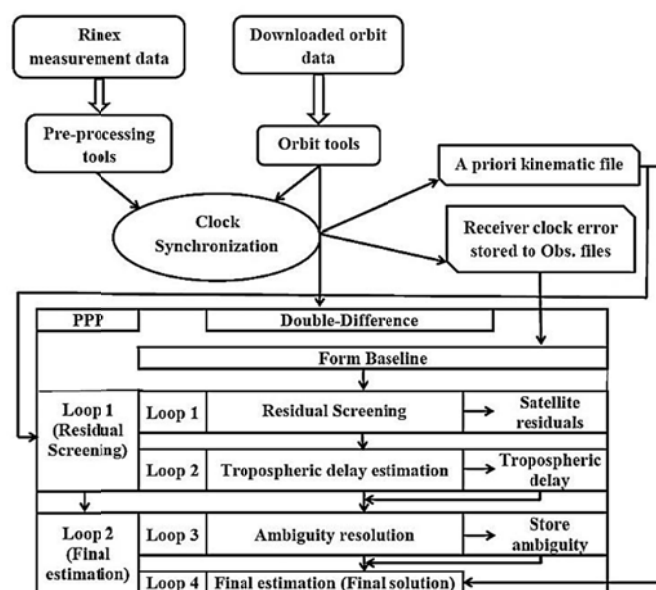 Rinex
measurement data
Downloaded orbit
data
Pre-processing
tools
Orbit tools
A priori kinematic file
Clock
Synchronization
Receiver clock error
stored to Obs. files
PPP
Double-Difference
Form Baseline
Loop 1
(Residual
Screening)
Loop 1
Residual Screening
Satellite
residuals
Loop 2
Tropospheric delay estimation
Tropospheric
delay
Loop 2
(Final
estimation)
Loop 3
Ambiguity resolution
Store
ambiguity
Loop 4
Final estimation (Final solution)